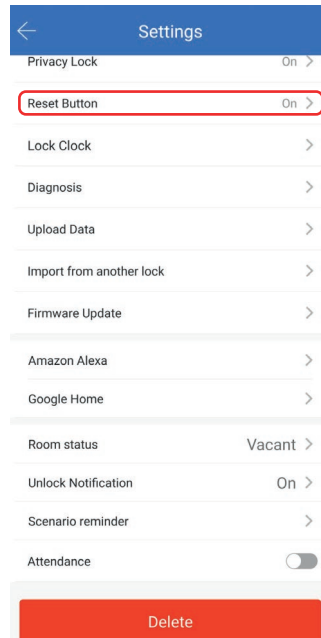 Settings
Privacy Lock On
Reset Button On
Lock Clock
Diagnosis
Upload Data
Import from another lock
Firmware Update
Amazon Alexa
Google Home
Room status Vacant
Unlock Notification On
Scenario reminder
Attendance
Delete